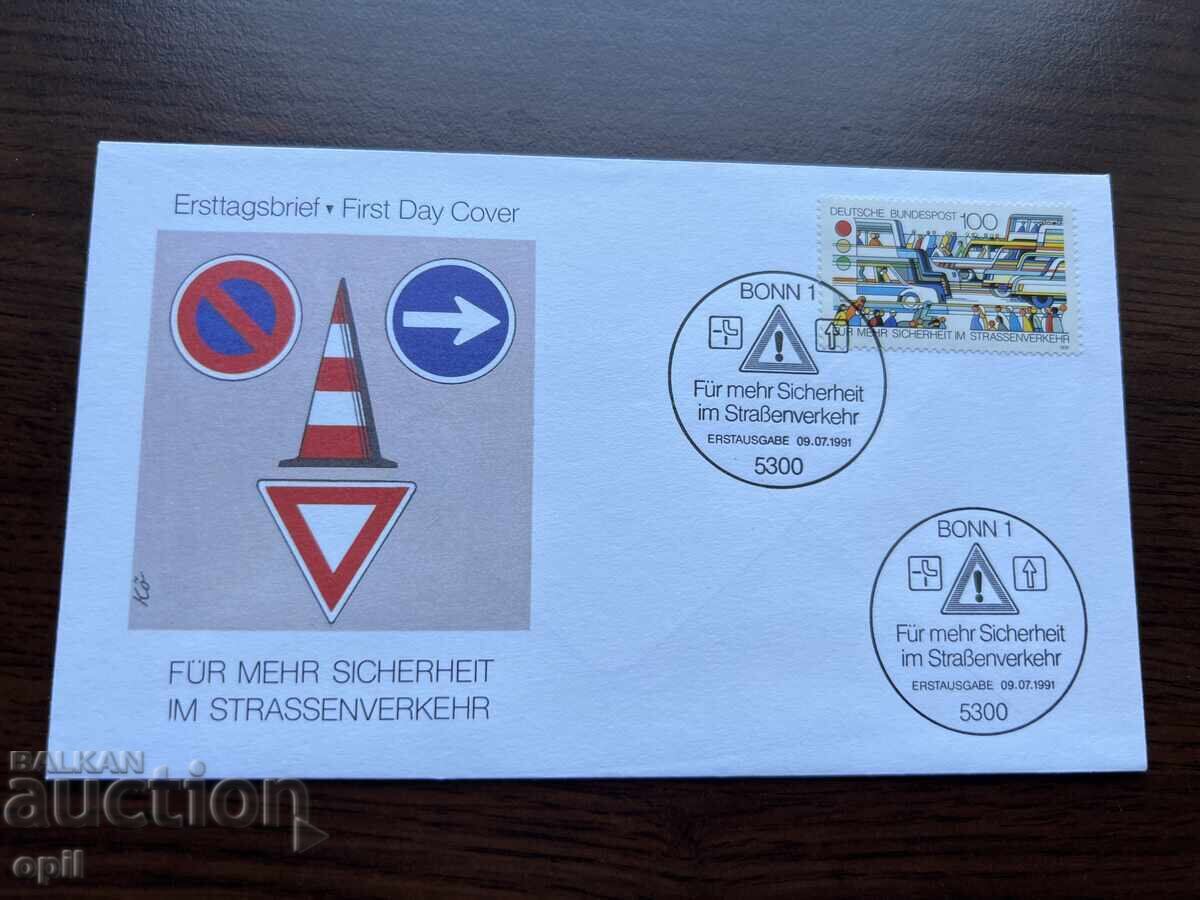 Ersttagsbrief ▾ First Day Cover
DEUTSCHE BUNDESPOST 100
FÜR MEHR SICHERHEIT IM STRASSENVERKEHR
BONN 1
!
Für mehr Sicherheit
im Straßenverkehr
ERSTAUSGABE 09.07.1991
5300
BONN 1
!
Für mehr Sicherheit
im Straßenverkehr
ERSTAUSGABE 09.07.1991
5300
Kö
FÜR MEHR SICHERHEIT
IM STRASSENVERKEHR
BALKAN
auction
opil